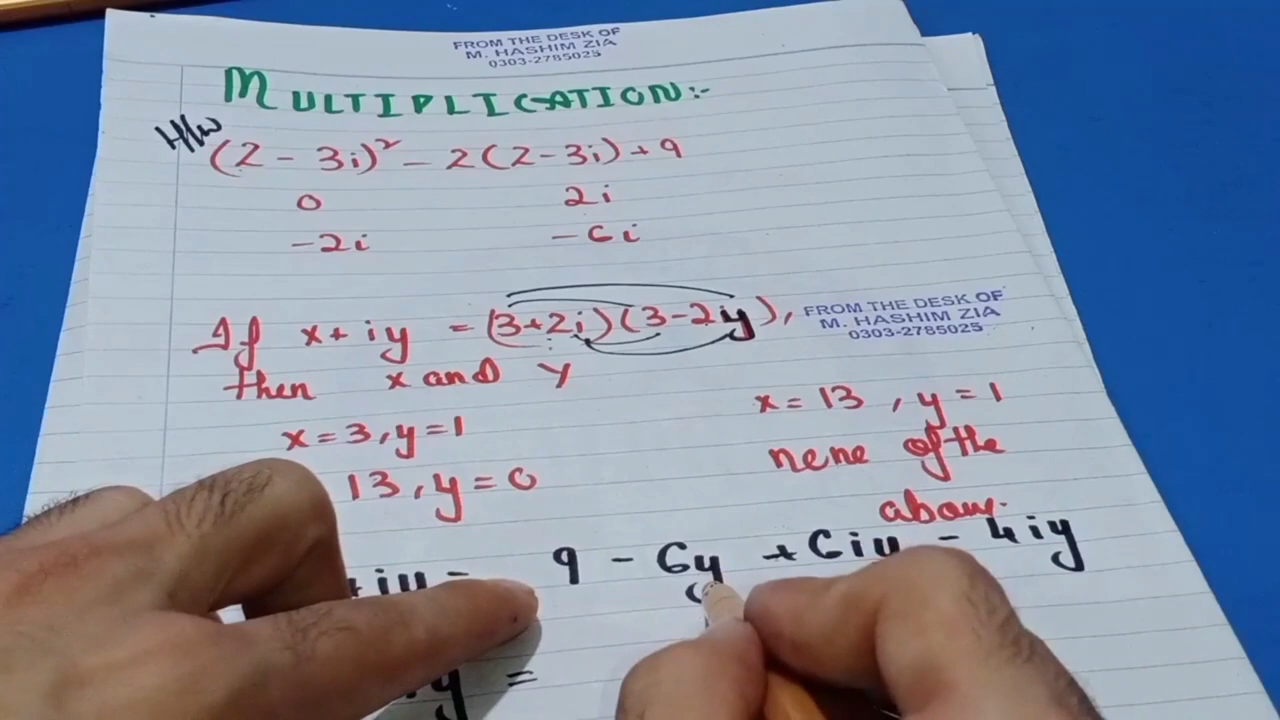 FROM THE DESK OF
M. HASHIM ZIA
0303-2785025
MULTIPLICATION:-
H/W
(2 - 3i)² - 2(2-3i)+9
0 2i
-2i -6i
If x+iy = (3+2i)(3-2iy),
FROM THE DESK OF
M. HASHIM ZIA
0303-2785025
then x and y
x=3, y=1 x=13, y=1
13, y=0 nene of the
above.
+iy = 9 - 6y + 6iy - 4iy
y =